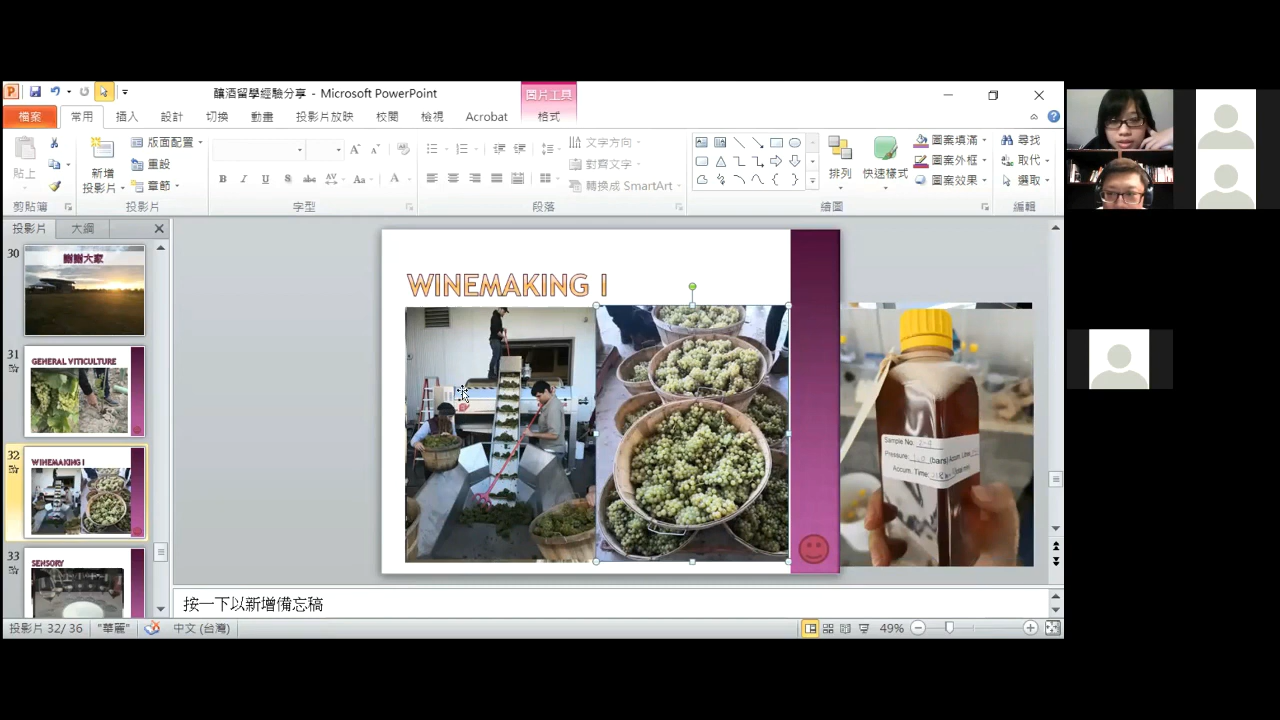 釀酒留學經驗分享 - Microsoft PowerPoint
圖片工具
檔案 常用 插入 設計 切換 動畫 投影片放映 校閱 檢視 Acrobat 格式
貼上
剪貼簿
新增
投影片
版面配置
重設
章節
投影片
B I U S abc AV Aa A
字型
段落
文字方向
對齊文字
轉換成 SmartArt
排列
快速樣式
圖案填滿
圖案外框
圖案效果
繪圖
尋找
取代
選取
編輯
投影片 大綱
30
謝謝大家
31
GENERAL VITICULTURE
32
WINEMAKING I
33
SENSORY
WINEMAKING I
Sample No.
Pressure: (bars)
Accum. Time:
按一下以新增備忘稿
投影片 32/ 36 "華麗" 中文 (台灣) 49%